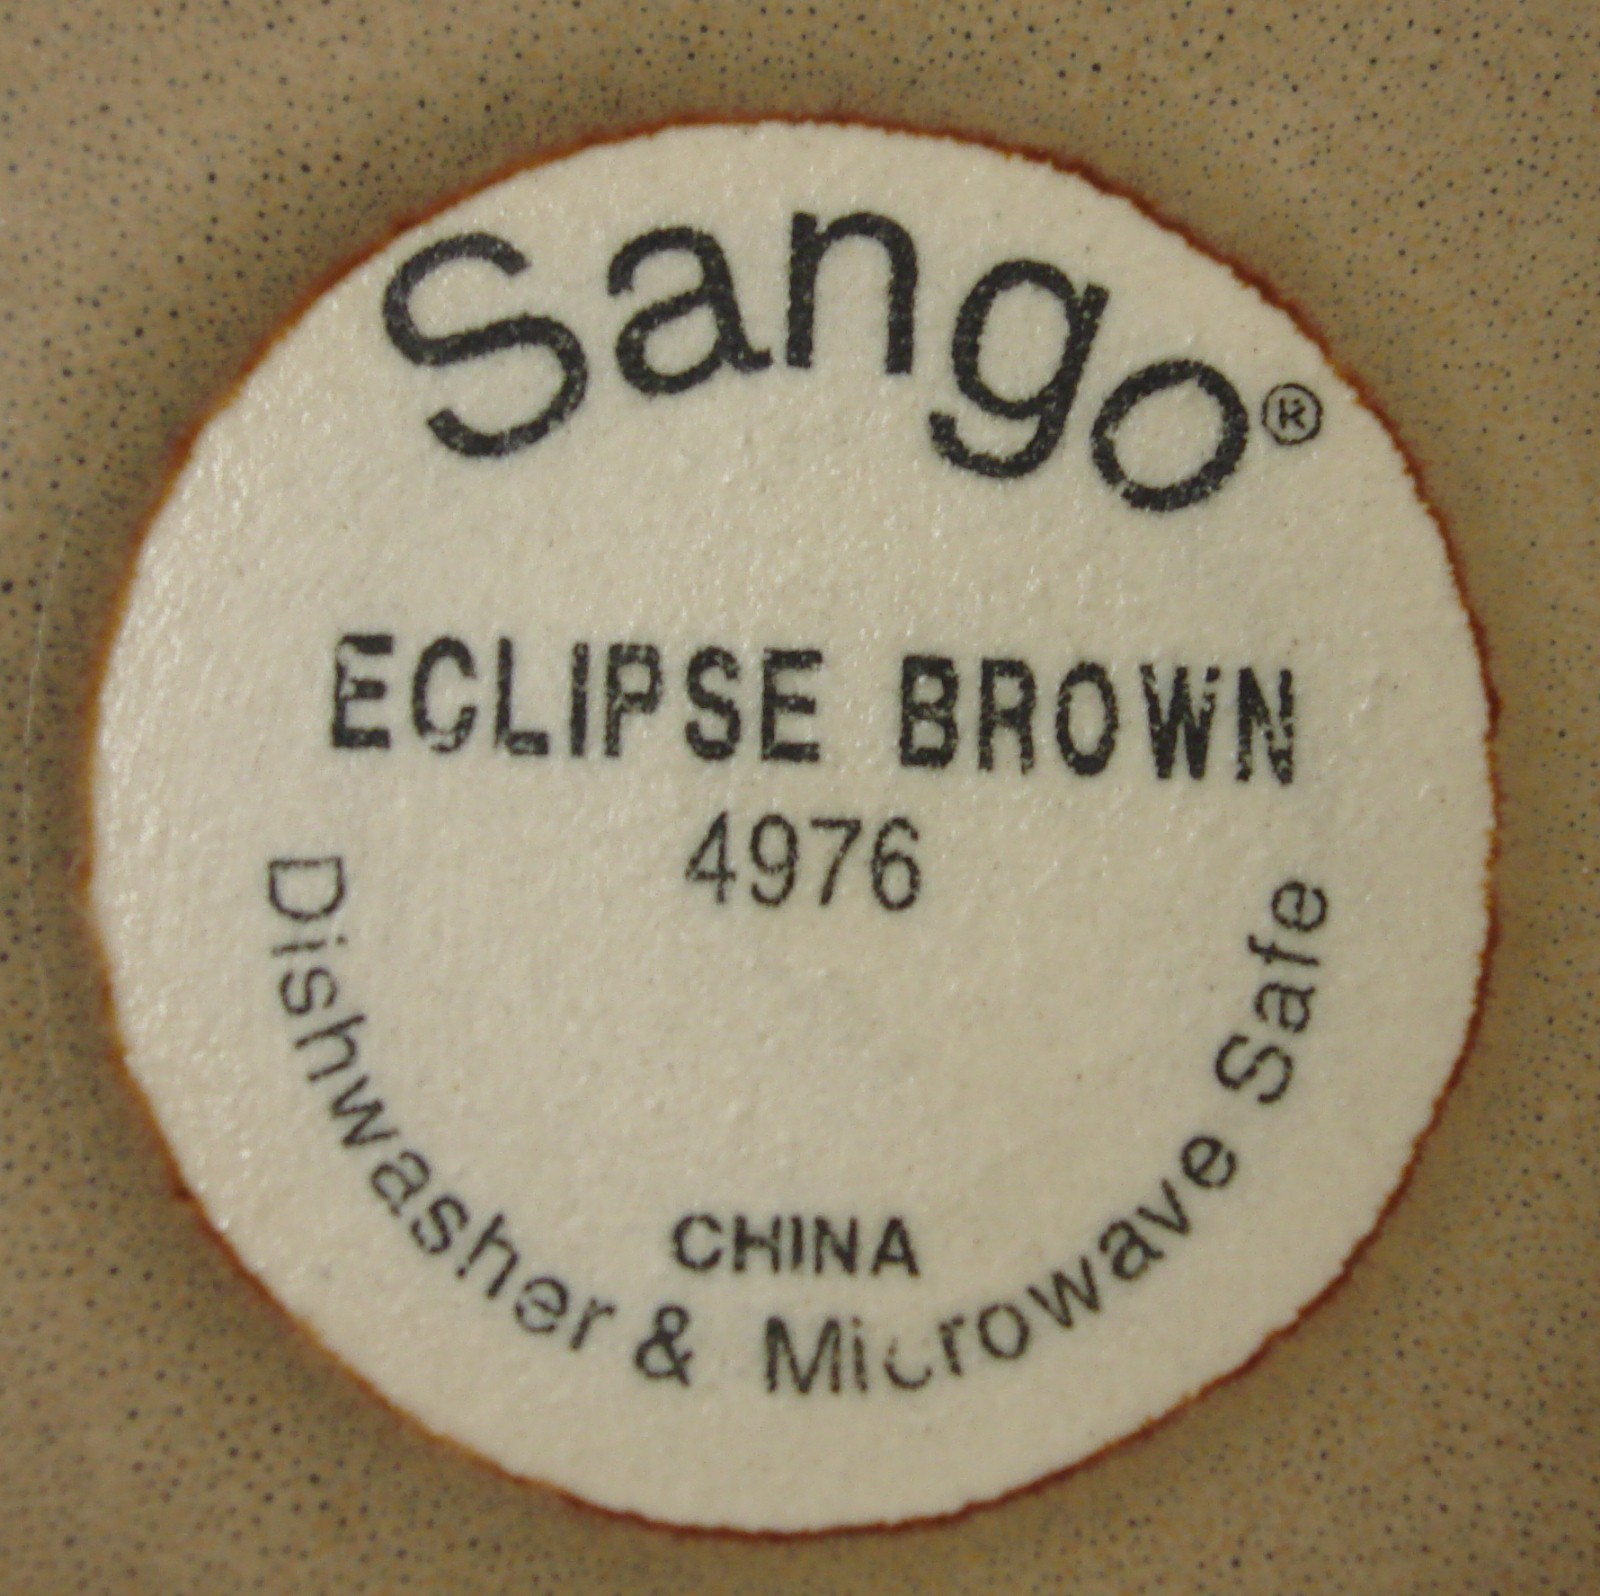 Sango®
ECLIPSE BROWN
4976
CHINA
Dishwasher & Microwave Safe